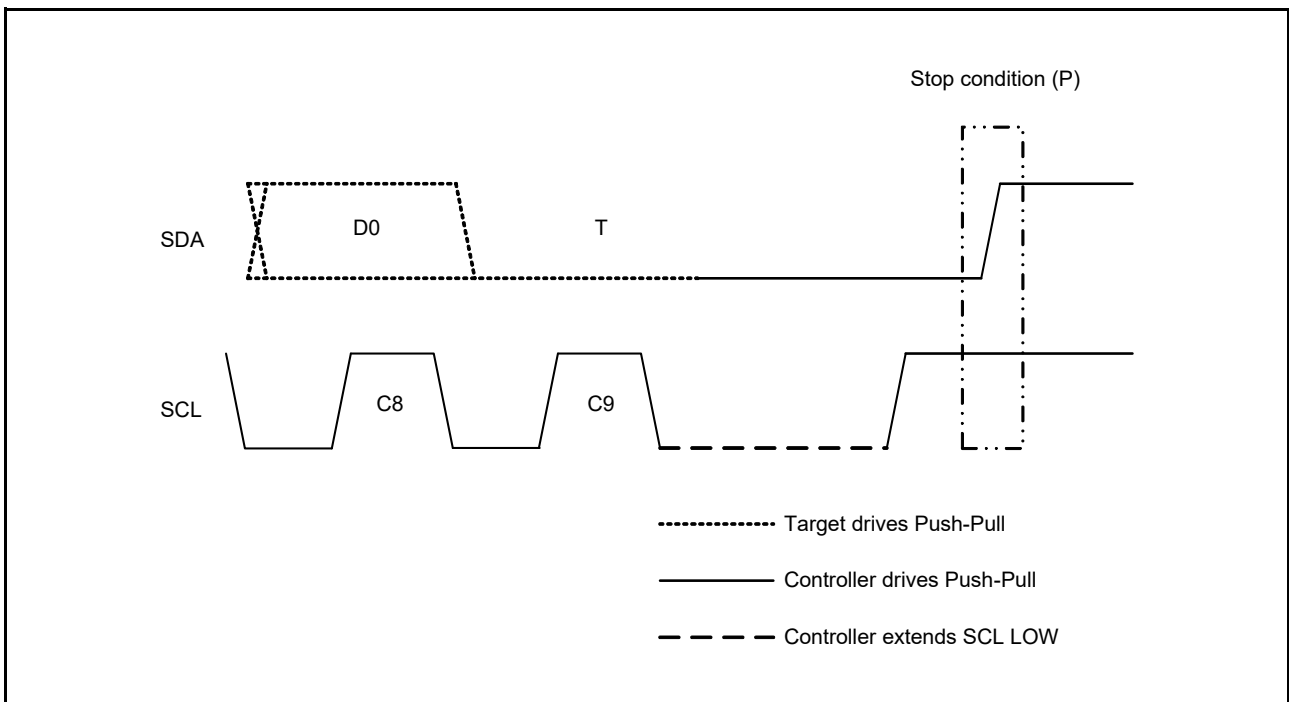 Stop condition (P)
SDA
D0
T
SCL
C8
C9
Target drives Push-Pull
Controller drives Push-Pull
Controller extends SCL LOW